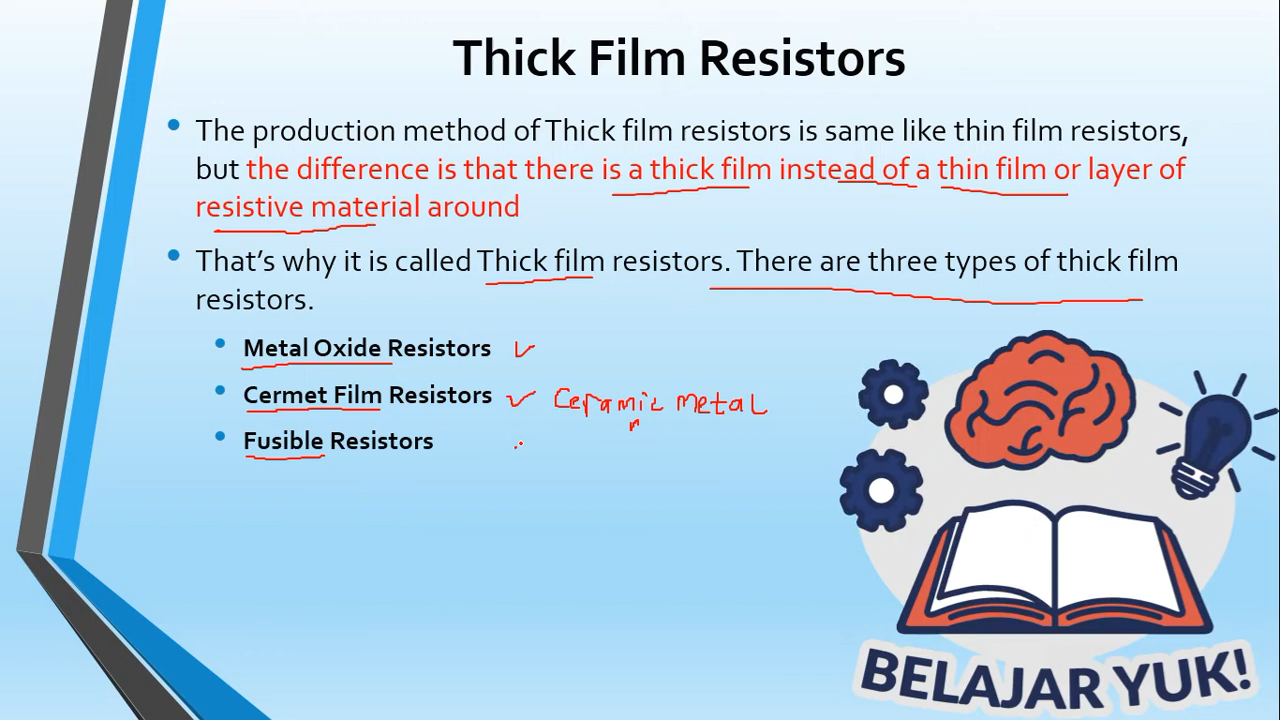 Thick Film Resistors
• The production method of Thick film resistors is same like thin film resistors,
but the difference is that there is a thick film instead of a thin film or layer of
resistive material around
• That's why it is called Thick film resistors. There are three types of thick film
resistors.
• Metal Oxide Resistors
• Cermet Film Resistors Ceramic metal
• Fusible Resistors
BELAJAR YUK!